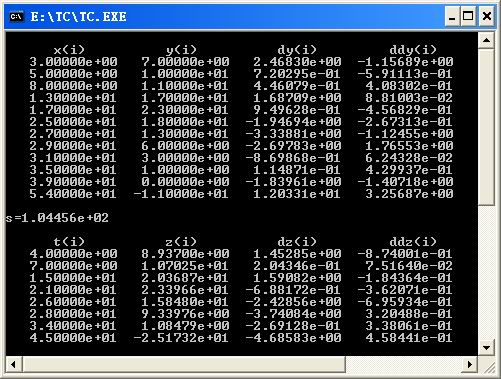 E:\TC\TC.EXE
x(i) y(i) dy(i) ddy(i)
3.00000e+00 7.00000e+00 2.46830e+00 -1.15689e+00
5.00000e+00 1.00000e+01 7.20295e-01 -5.91113e-01
8.00000e+00 1.10000e+01 4.46079e-01 4.08302e-01
1.30000e+01 1.70000e+01 1.68709e+00 8.81003e-02
1.70000e+01 2.30000e+01 9.49628e-01 -4.56829e-01
2.50000e+01 1.80000e+01 -1.94694e+00 -2.67313e-01
2.70000e+01 1.30000e+01 -3.33881e+00 -1.12455e+00
2.90000e+01 6.00000e+00 -2.69783e+00 1.76553e+00
3.10000e+01 3.00000e+00 -8.69868e-01 6.24328e-02
3.50000e+01 1.00000e+00 1.14871e-01 4.29937e-01
3.90000e+01 0.00000e+00 -1.83961e+00 -1.40718e+00
5.40000e+01 -1.10000e+01 1.20331e+01 3.25687e+00
s=1.04456e+02
t(i) z(i) dz(i) ddz(i)
4.00000e+00 8.93700e+00 1.45285e+00 -8.74001e-01
7.00000e+00 1.07025e+01 2.04346e-01 7.51640e-02
1.50000e+01 2.03687e+01 1.59082e+00 -1.84364e-01
2.10000e+01 2.33966e+01 -6.88172e-01 -3.62071e-01
2.60000e+01 1.58480e+01 -2.42856e+00 -6.95934e-01
2.80000e+01 9.33976e+00 -3.74084e+00 3.20488e-01
3.40000e+01 1.08479e+00 -2.69128e-01 3.38061e-01
4.50000e+01 -2.51732e+01 -4.68583e+00 4.58441e-01